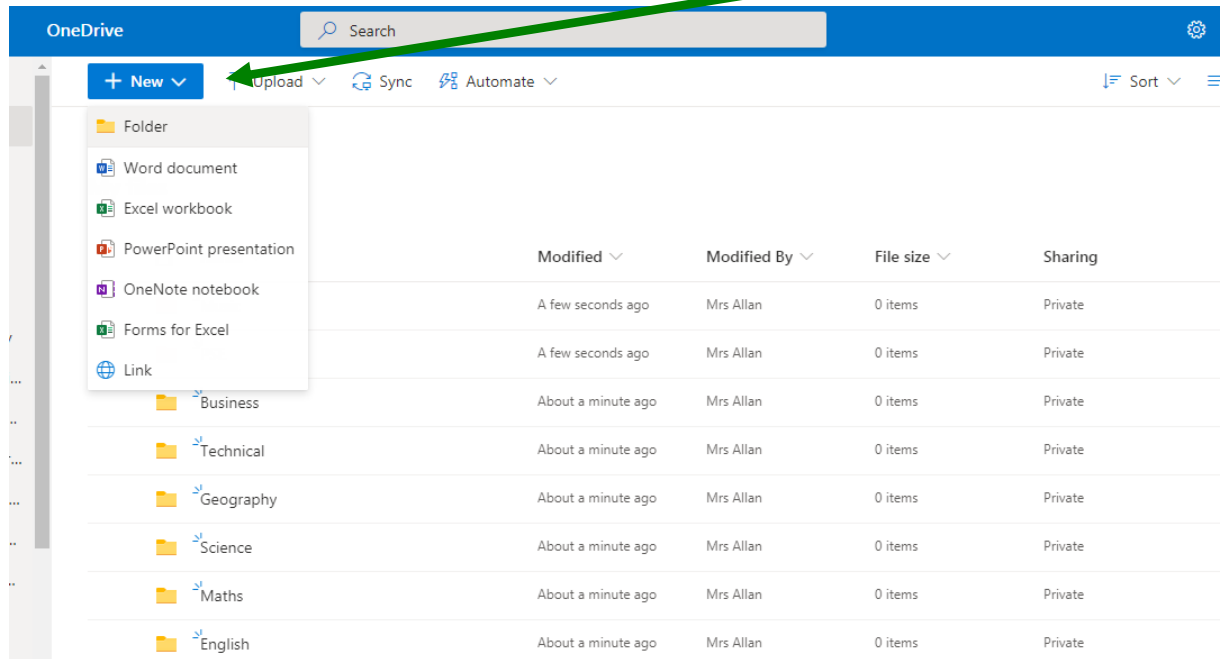 OneDrive Search
New Upload Sync Automate Sort
Folder
Word document
Excel workbook
PowerPoint presentation
OneNote notebook
Forms for Excel
Link
Modified Modified By File size Sharing
A few seconds ago Mrs Allan 0 items Private
A few seconds ago Mrs Allan 0 items Private
Business About a minute ago Mrs Allan 0 items Private
Technical About a minute ago Mrs Allan 0 items Private
Geography About a minute ago Mrs Allan 0 items Private
Science About a minute ago Mrs Allan 0 items Private
Maths About a minute ago Mrs Allan 0 items Private
English About a minute ago Mrs Allan 0 items Private